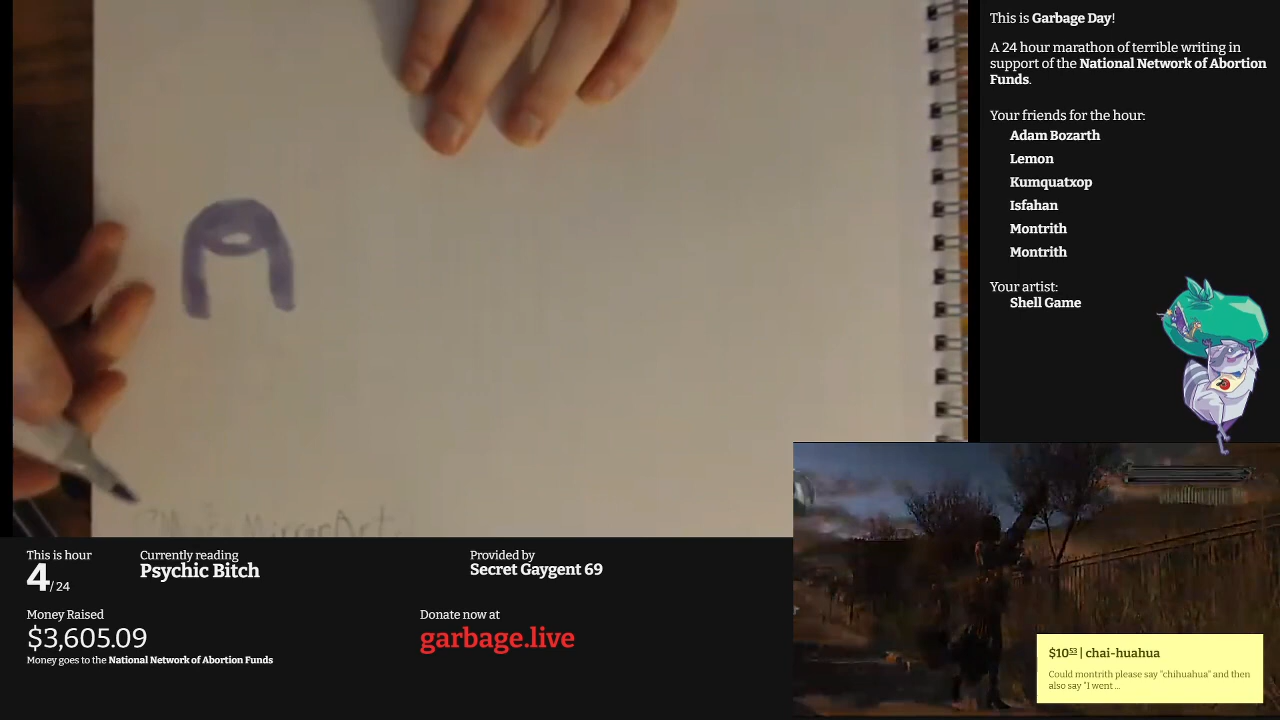 This is Garbage Day!
A 24 hour marathon of terrible writing in
support of the National Network of Abortion
Funds.
Your friends for the hour:
Adam Bozarth
Lemon
Kumquatxop
Isfahan
Montrith
Montrith
Your artist:
Shell Game
This is hour
4/ 24
Currently reading
Psychic Bitch
Provided by
Secret Gaygent 69
Money Raised
$3,605.09
Money goes to the National Network of Abortion Funds
Donate now at
garbage.live
$10 53 | chai-huahua
Could montrith please say "chihuahua" and then
also say "I went ...